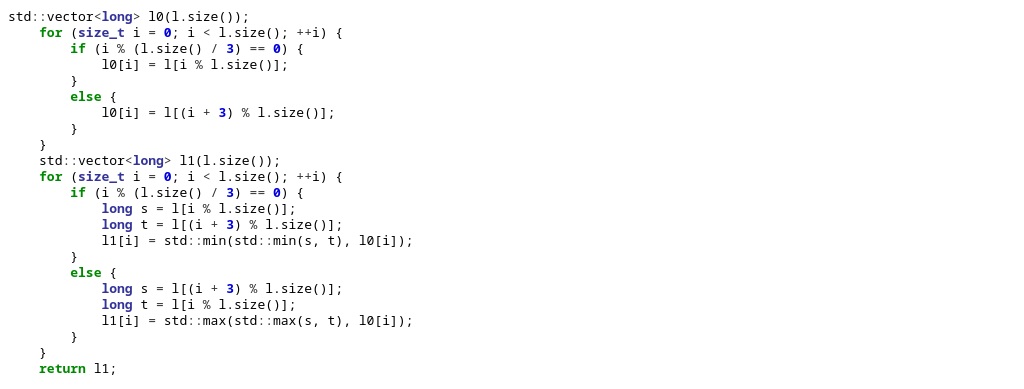 std::vector<long> l0(l.size());
    for (size_t i = 0; i < l.size(); ++i) {
        if (i % (l.size() / 3) == 0) {
            l0[i] = l[i % l.size()];
        }
        else {
            l0[i] = l[(i + 3) % l.size()];
        }
    }
    std::vector<long> l1(l.size());
    for (size_t i = 0; i < l.size(); ++i) {
        if (i % (l.size() / 3) == 0) {
            long s = l[i % l.size()];
            long t = l[(i + 3) % l.size()];
            l1[i] = std::min(std::min(s, t), l0[i]);
        }
        else {
            long s = l[(i + 3) % l.size()];
            long t = l[i % l.size()];
            l1[i] = std::max(std::max(s, t), l0[i]);
        }
    }
    return l1;